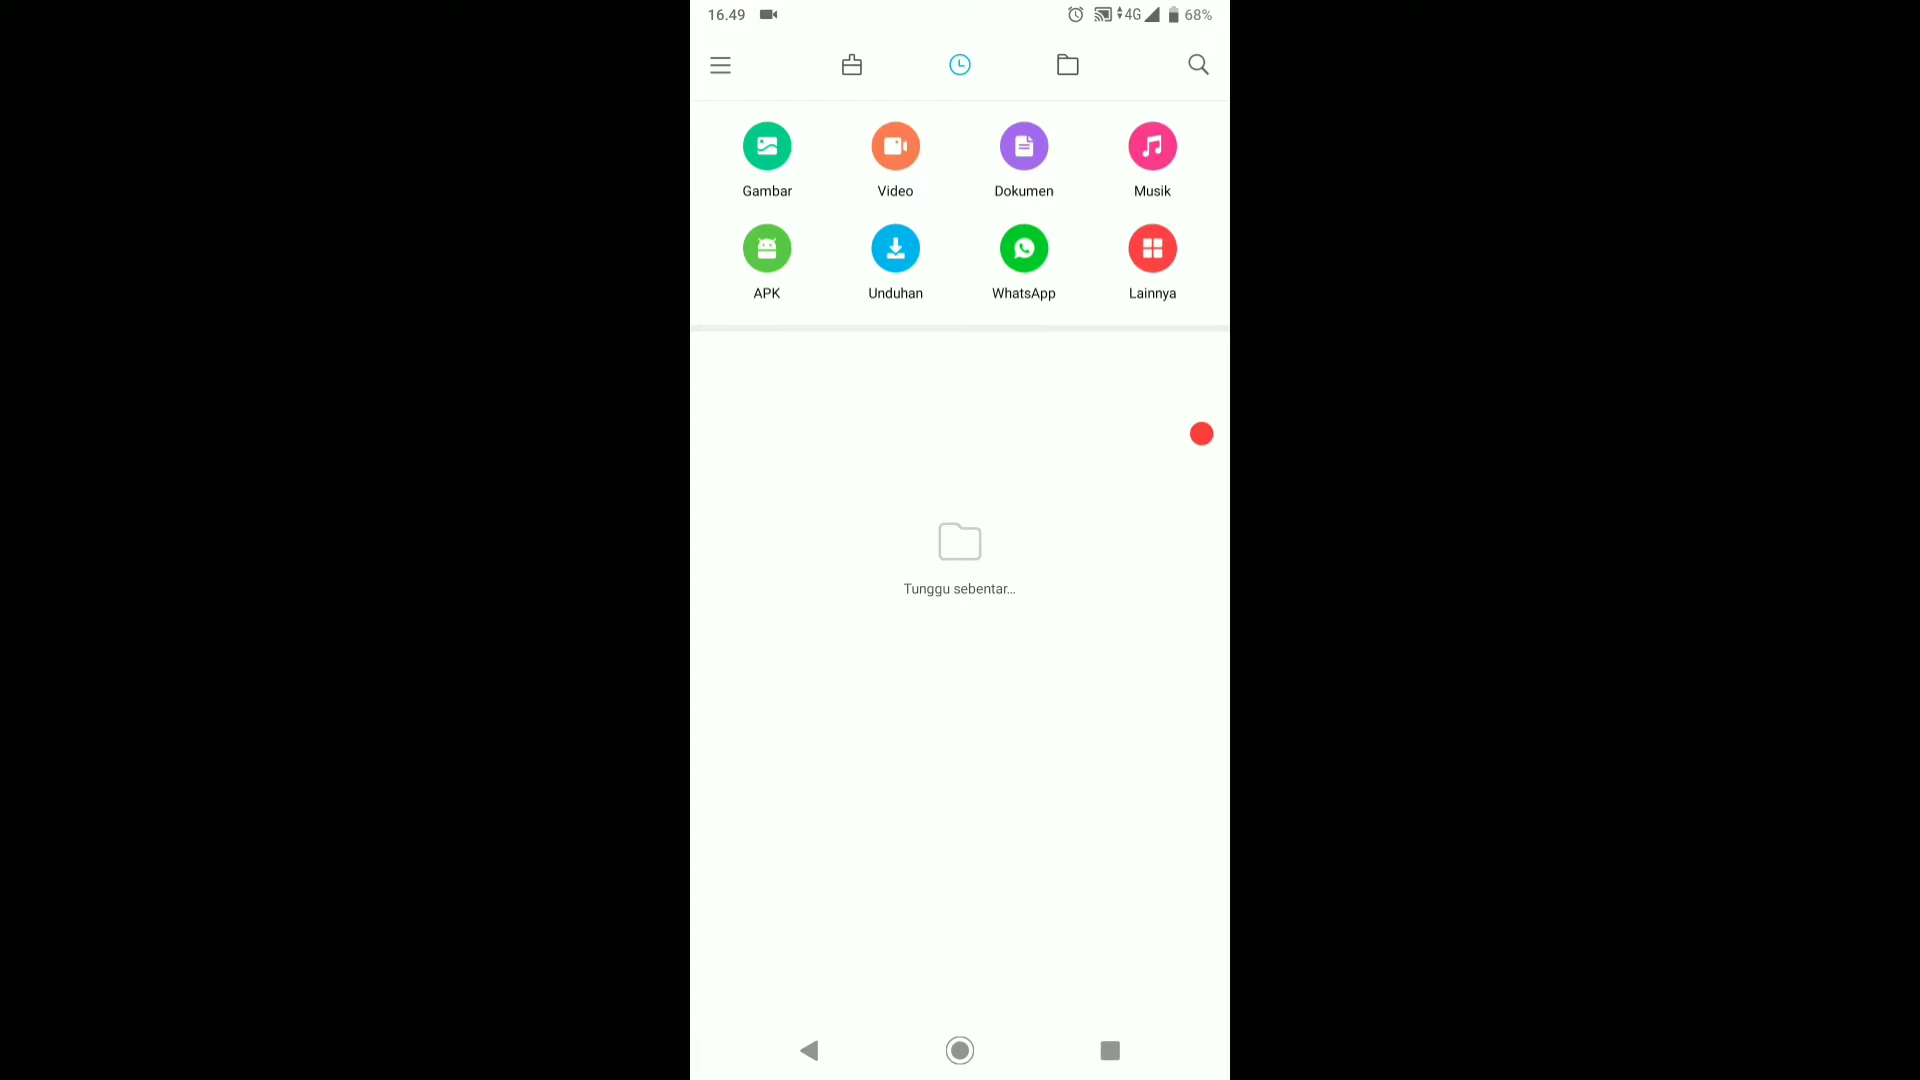 16.49 4G 68%
Gambar Video Dokumen Musik
APK Unduhan WhatsApp Lainnya
Tunggu sebentar...